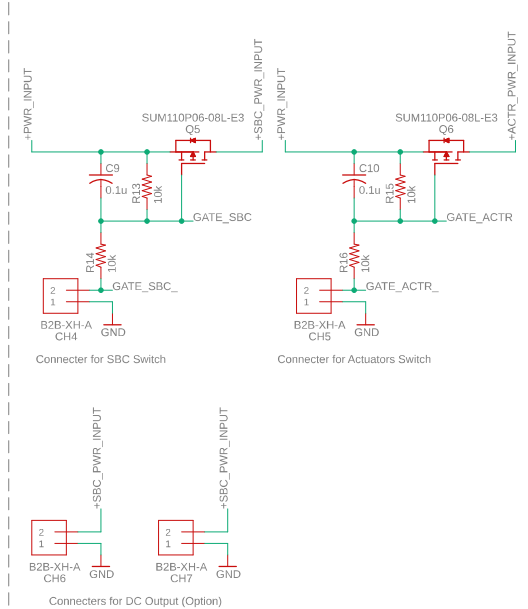 +PWR_INPUT
SUM110P06-08L-E3
Q5
+SBC_PWR_INPUT
C9
0.1u
R13
10k
GATE_SBC
R14
10k
GATE_SBC_
2
1
B2B-XH-A
CH4
GND
Connecter for SBC Switch
+PWR_INPUT
SUM110P06-08L-E3
Q6
+ACTR_PWR_INPUT
C10
0.1u
R15
10k
GATE_ACTR
R16
10k
GATE_ACTR_
2
1
B2B-XH-A
CH5
GND
Connecter for Actuators Switch
+SBC_PWR_INPUT
2
1
B2B-XH-A
CH6
GND
+SBC_PWR_INPUT
2
1
B2B-XH-A
CH7
GND
Connecters for DC Output (Option)